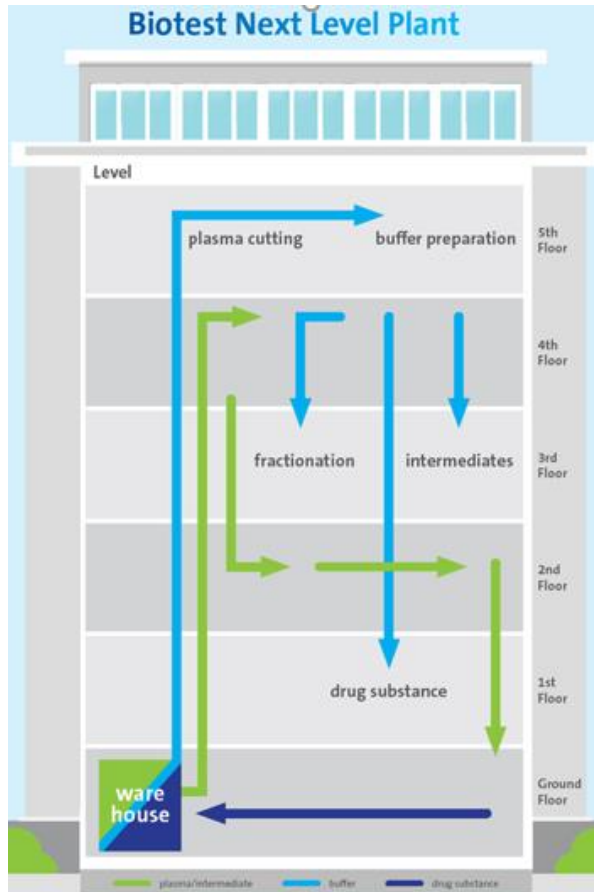 Biotest Next Level Plant
Level
plasma cutting
buffer preparation
5th
Floor
4th
Floor
fractionation
intermediates
3rd
Floor
2nd
Floor
drug substance
1st
Floor
ware
house
Ground
Floor
plasma/intermediate
buffer
drug substance